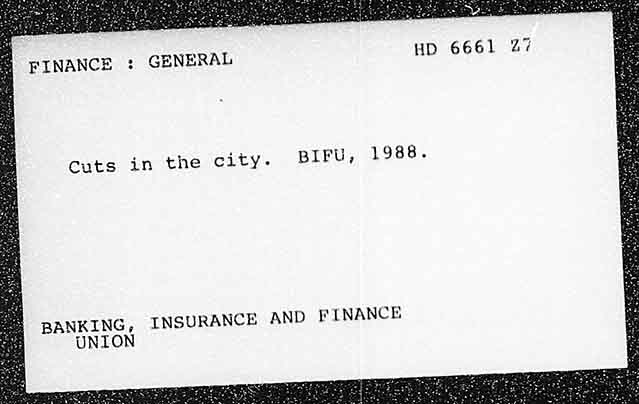 FINANCE : GENERAL HD 6661 Z7
Cuts in the city. BIFU, 1988.
BANKING, INSURANCE AND FINANCE
UNION